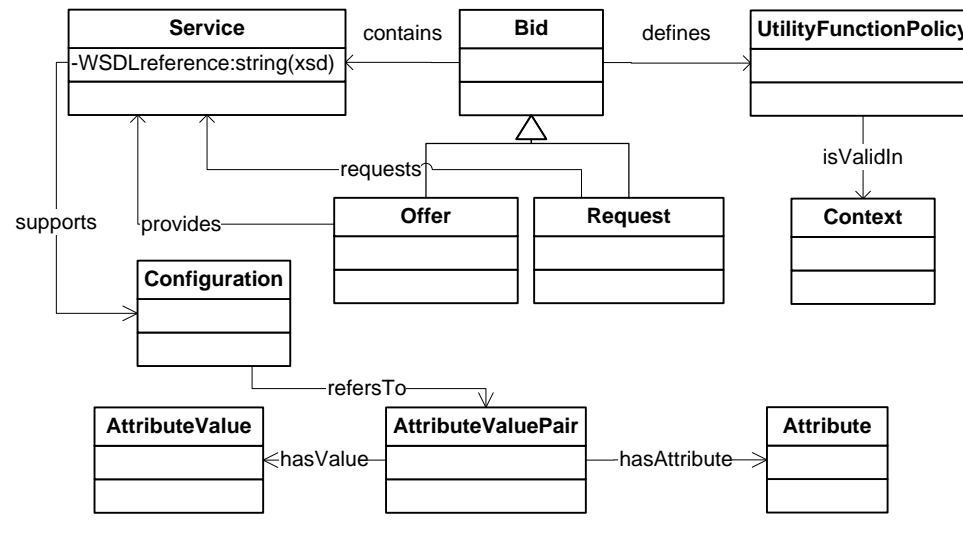 Service
contains
Bid
defines
UtilityFunctionPolicy
-WSDLreference:string(xsd)
isValidIn
requests
supports
provides
Offer
Request
Context
Configuration
refersTo
AttributeValue
AttributeValuePair
Attribute
hasValue
hasAttribute